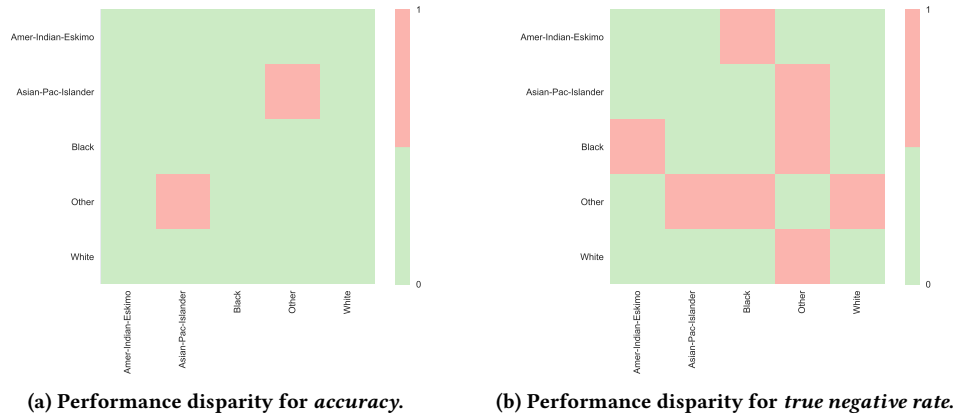 1
Amer-Indian-Eskimo
Asian-Pac-Islander
Black
Other
White
0
Amer-Indian-Eskimo
Asian-Pac-Islander
Black
Other
White
(a) Performance disparity for accuracy.
1
Amer-Indian-Eskimo
Asian-Pac-Islander
Black
Other
White
0
Amer-Indian-Eskimo
Asian-Pac-Islander
Black
Other
White
(b) Performance disparity for true negative rate.